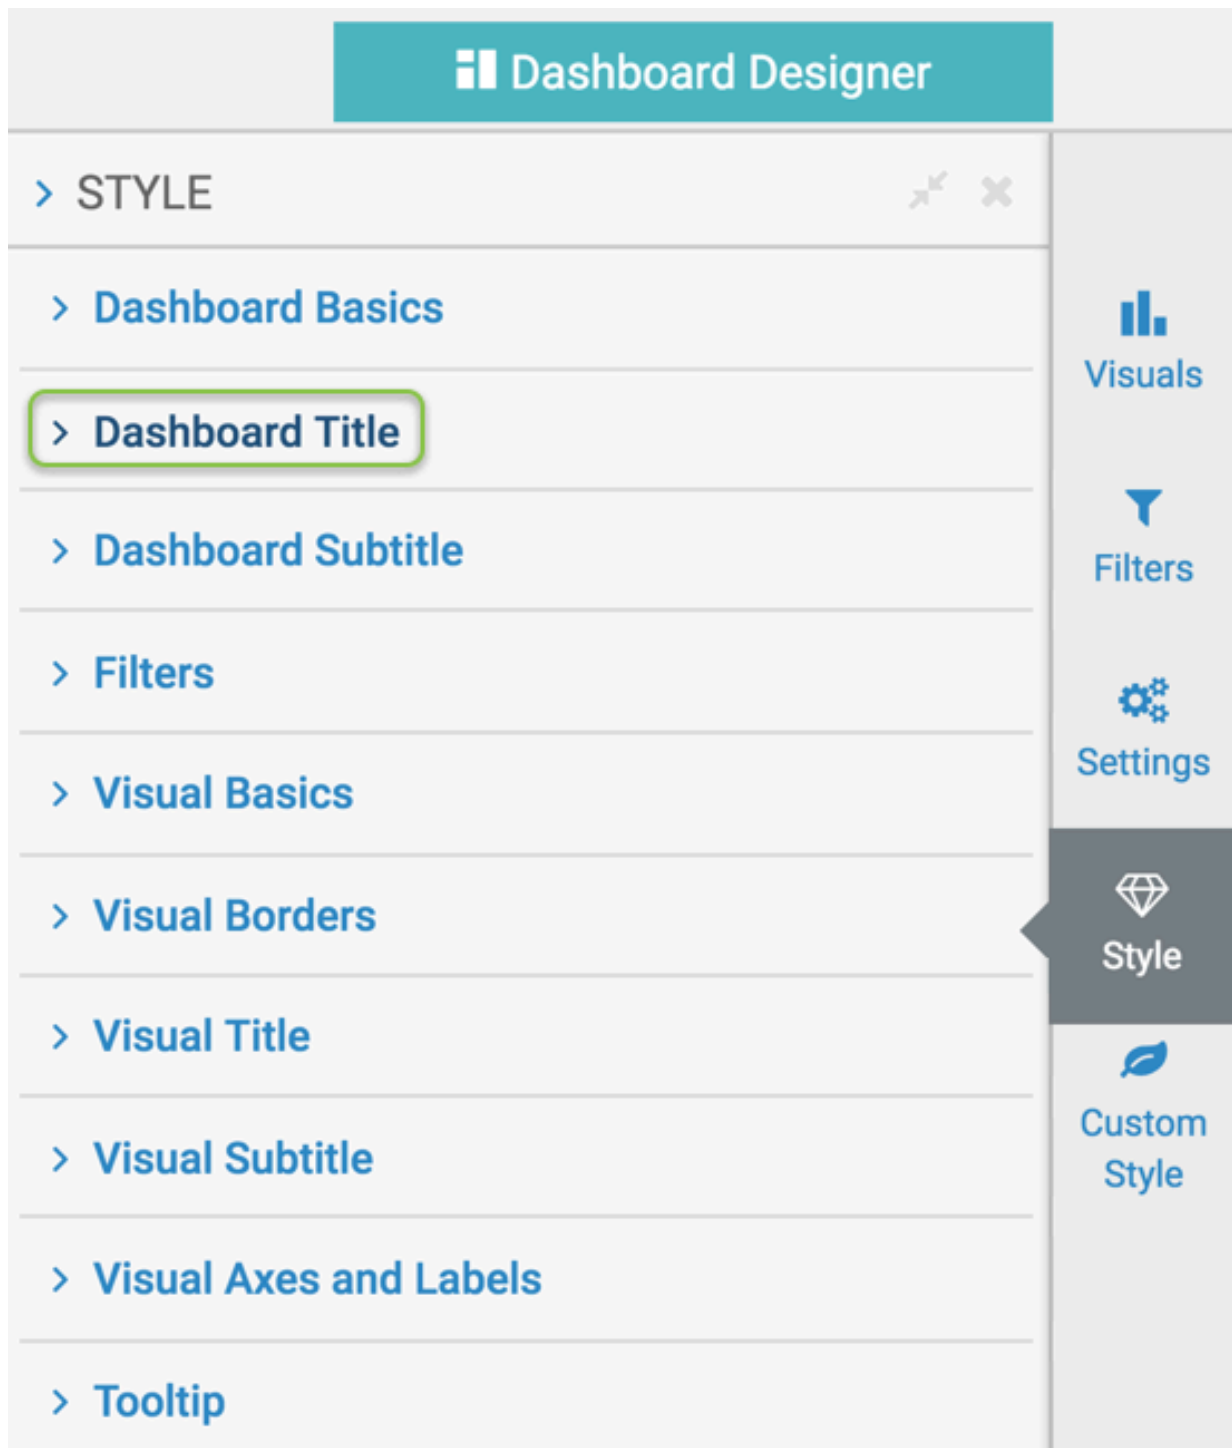 Dashboard Designer
STYLE
Dashboard Basics
Dashboard Title
Dashboard Subtitle
Filters
Visual Basics
Visual Borders
Visual Title
Visual Subtitle
Visual Axes and Labels
Tooltip
Visuals
Filters
Settings
Style
Custom
Style